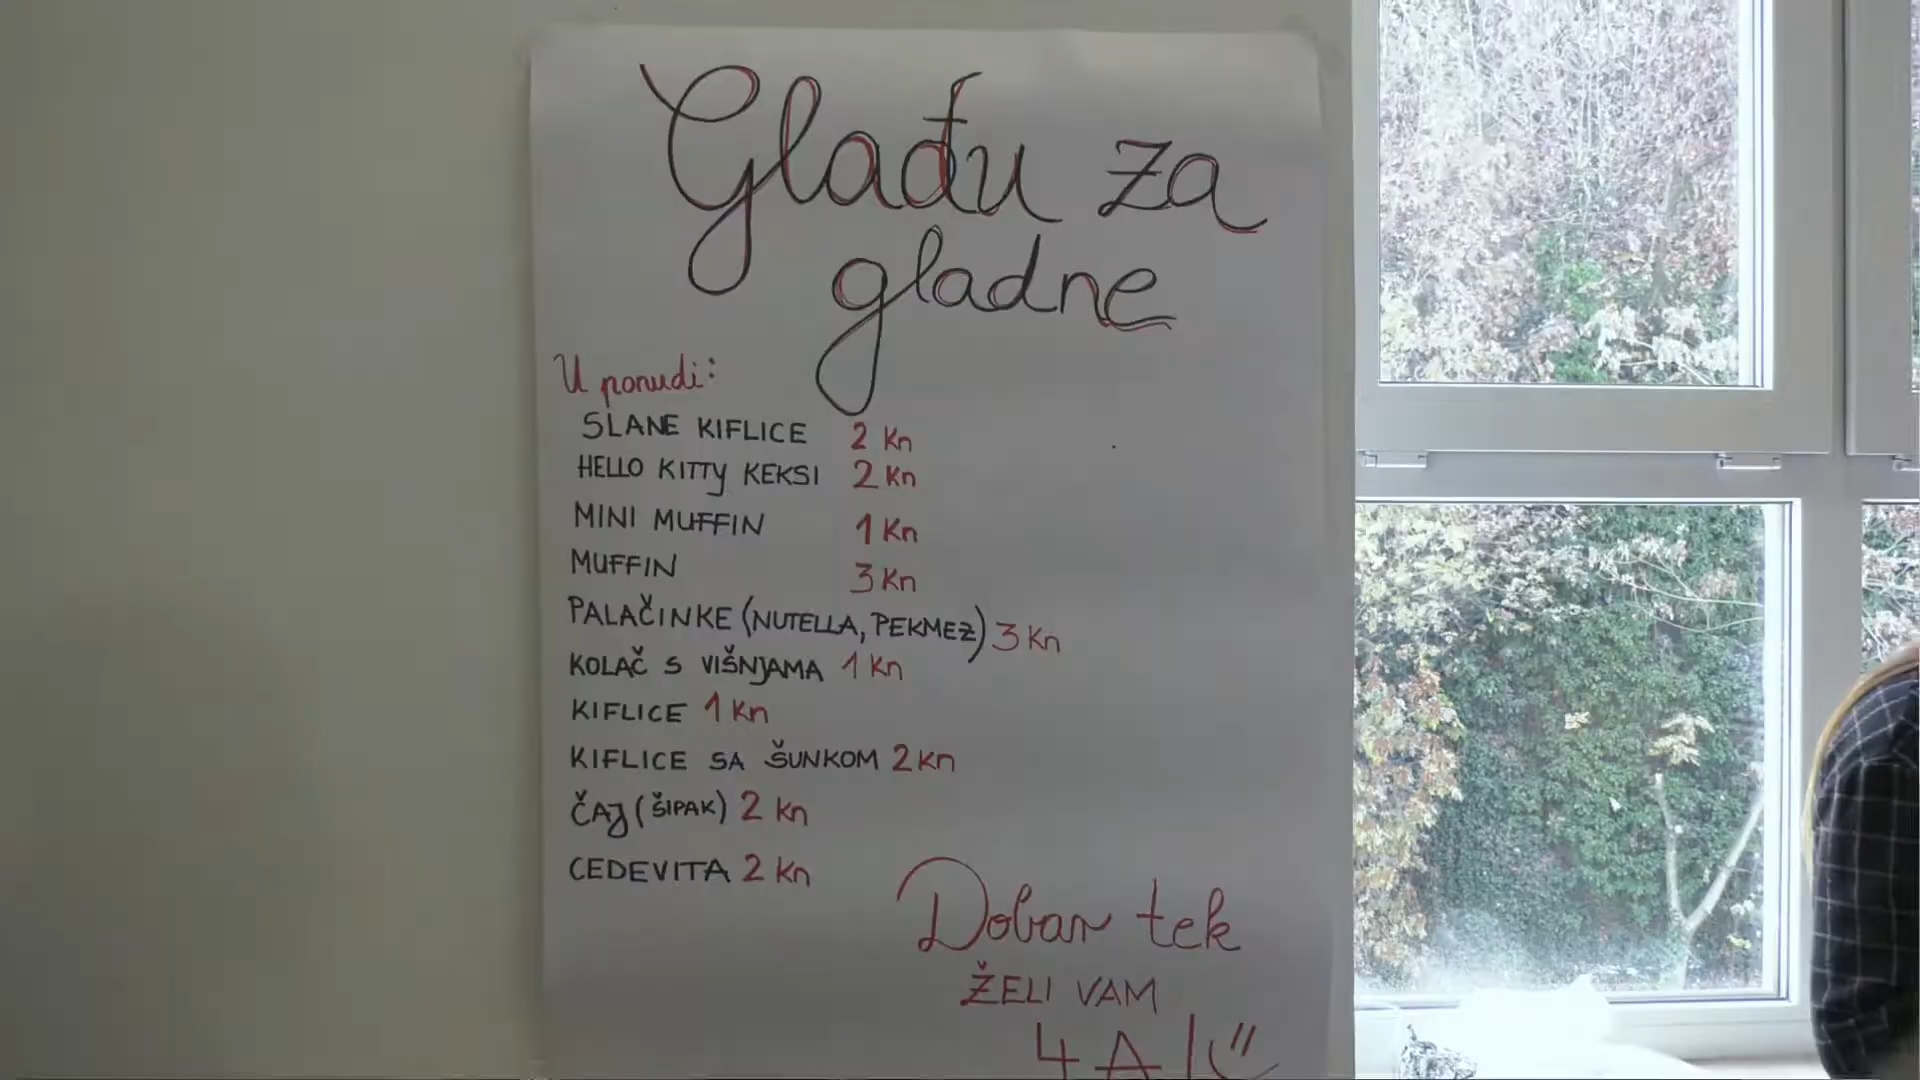 Glađu za
gladne
U ponudi:
SLANE KIFLICE 2 Kn
HELLO KITTY KEKSI 2 Kn
MINI MUFFIN 1 Kn
MUFFIN 3 Kn
PALAČINKE (NUTELLA, PEKMEZ) 3 Kn
KOLAČ S VIŠNJAMA 1 Kn
KIFLICE 1 Kn
KIFLICE SA ŠUNKOM 2 Kn
ČAJ (ŠIPAK) 2 Kn
CEDEVITA 2 Kn
Dobar tek
ŽELI VAM
4 A